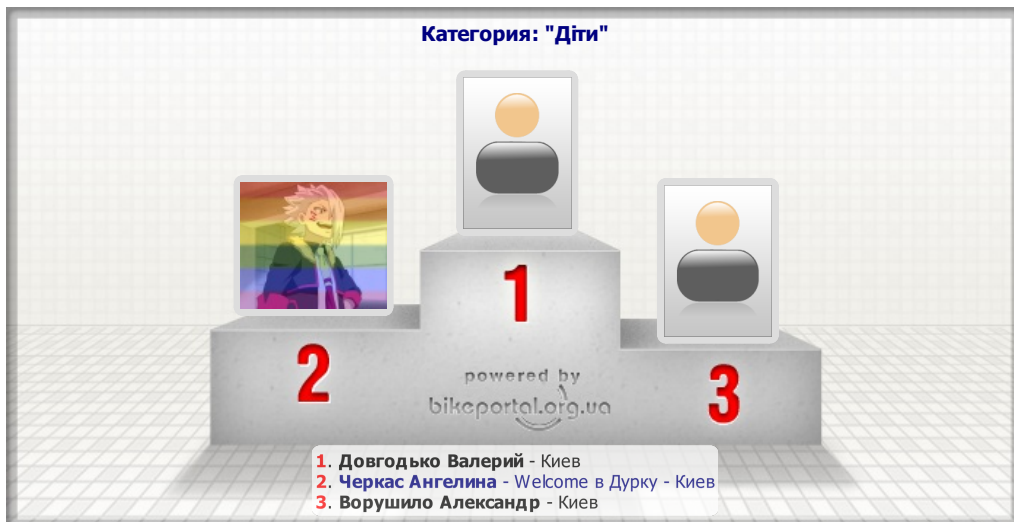 Категория: "Діти"
1
2
3
powered by
bikeportal.org.ua
1. Довгодько Валерий - Киев
2. Черкас Ангелина - Welcome в Дурку - Киев
3. Ворушило Александр - Киев